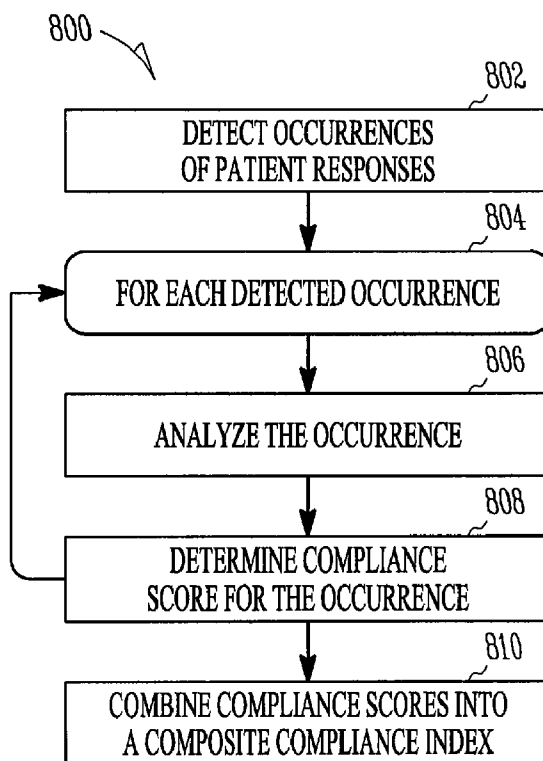 800
802
DETECT OCCURRENCES
OF PATIENT RESPONSES
804
FOR EACH DETECTED OCCURRENCE
806
ANALYZE THE OCCURRENCE
808
DETERMINE COMPLIANCE
SCORE FOR THE OCCURRENCE
810
COMBINE COMPLIANCE SCORES INTO
A COMPOSITE COMPLIANCE INDEX